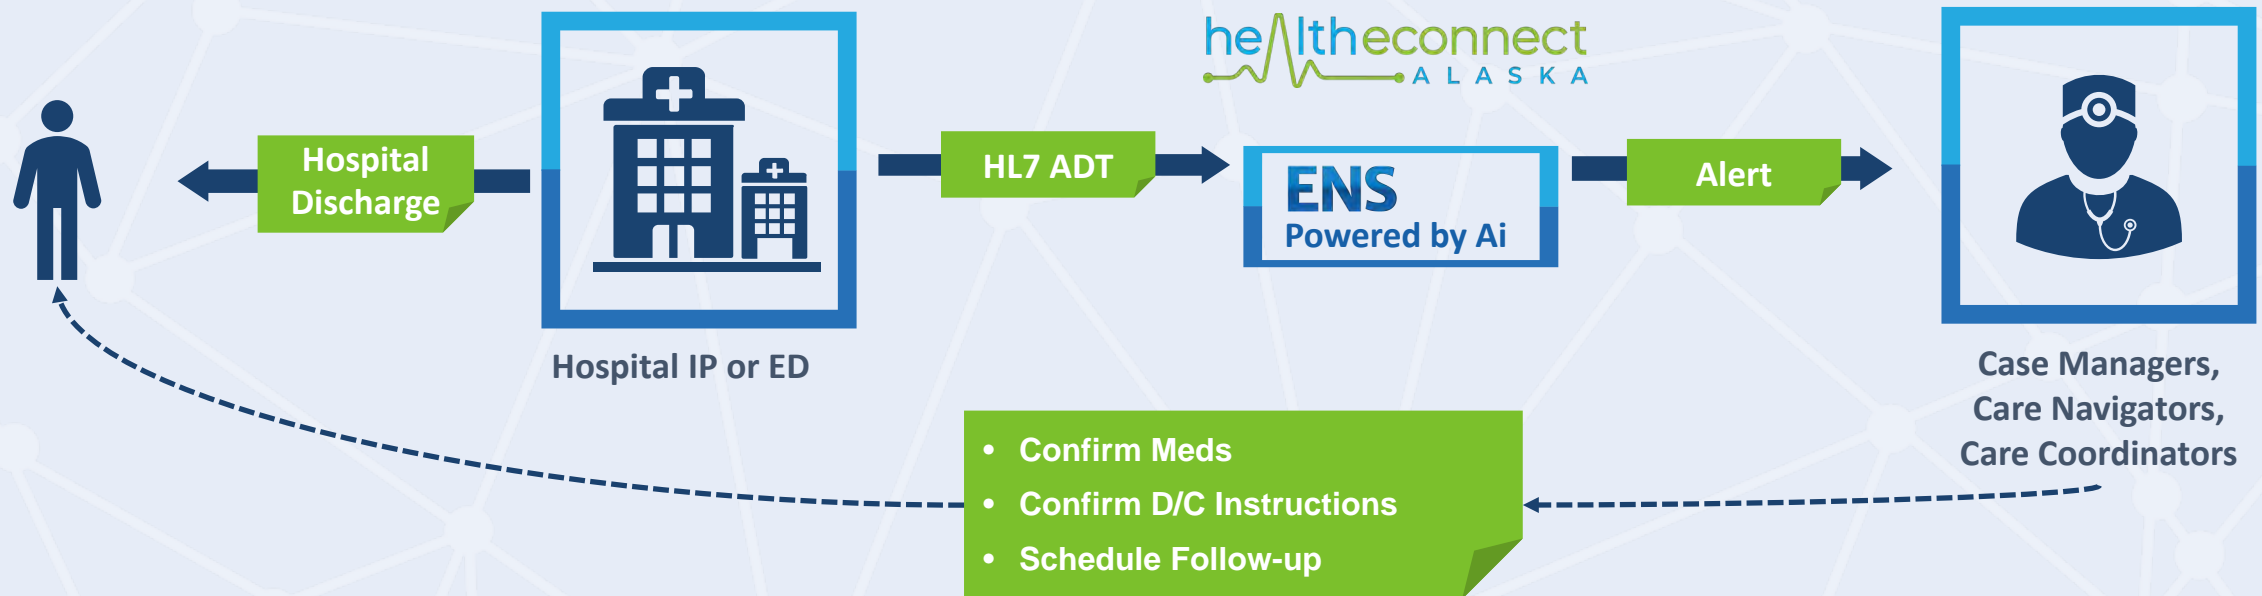 healtheconnect
ALASKA
Hospital
Discharge
HL7 ADT
ENS
Powered by Ai
Alert
Hospital IP or ED
Case Managers,
Care Navigators,
Care Coordinators
• Confirm Meds
• Confirm D/C Instructions
• Schedule Follow-up